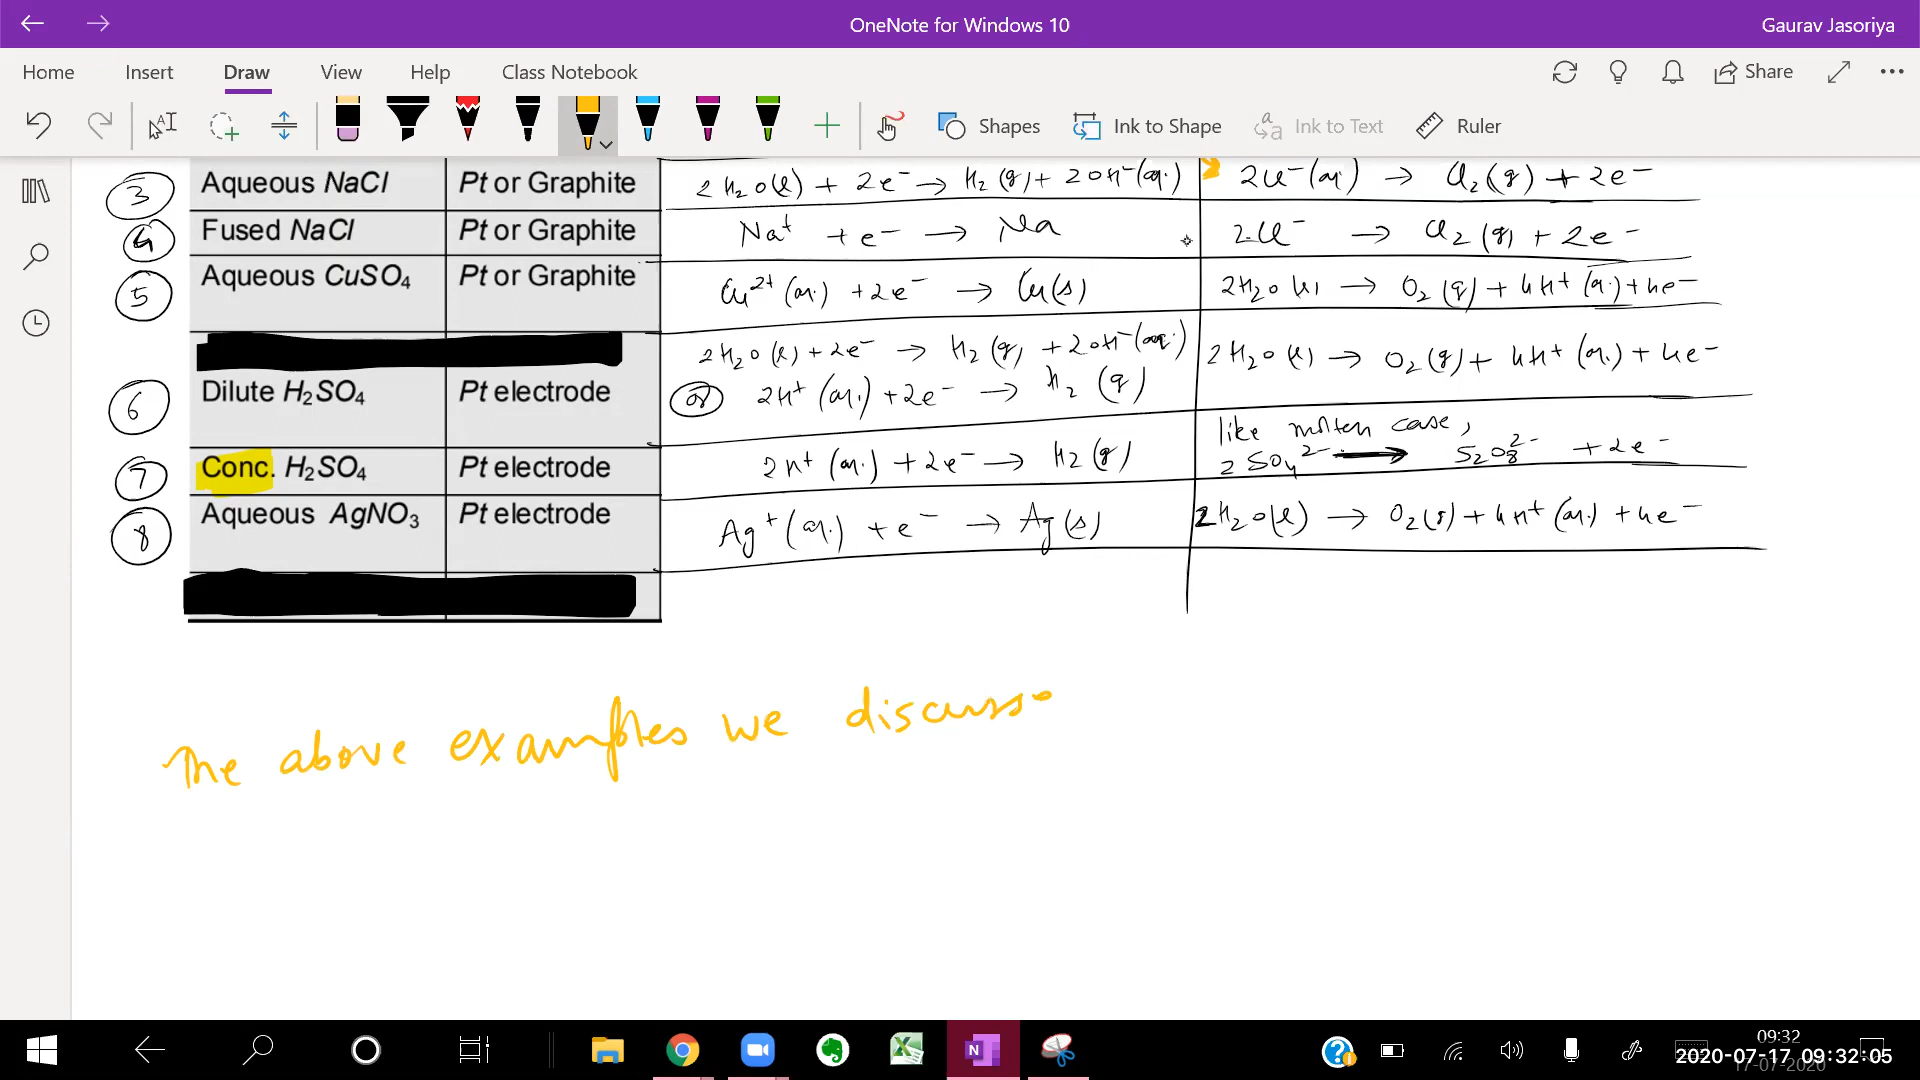 OneNote for Windows 10
Gaurav Jasoriya
Home Insert Draw View Help Class Notebook Share
Shapes Ink to Shape Ink to Text Ruler
3 Aqueous NaCl Pt or Graphite 2H₂O(l) + 2e⁻ → H₂(g) + 2OH⁻(aq.) 2Cl⁻(aq.) → Cl₂(g) + 2e⁻
4 Fused NaCl Pt or Graphite Na⁺ + e⁻ → Na 2Cl⁻ → Cl₂(g) + 2e⁻
5 Aqueous CuSO₄ Pt or Graphite Cu²⁺(aq.) + 2e⁻ → Cu(s) 2H₂O(l) → O₂(g) + 4H⁺(aq.) + 4e⁻
2H₂O(l) + 2e⁻ → H₂(g) + 2OH⁻(aq.) 2H₂O(l) → O₂(g) + 4H⁺(aq.) + 4e⁻
6 Dilute H₂SO₄ Pt electrode or 2H⁺(aq.) + 2e⁻ → H₂(g)
like molten case,
7 Conc. H₂SO₄ Pt electrode 2H⁺(aq.) + 2e⁻ → H₂(g) 2SO₄²⁻ → S₂O₈²⁻ + 2e⁻
8 Aqueous AgNO₃ Pt electrode Ag⁺(aq.) + e⁻ → Ag(s) 2H₂O(l) → O₂(g) + 4H⁺(aq.) + 4e⁻
The above examples we discuss
09:32
2020-07-17 09:32:05
17-07-2020